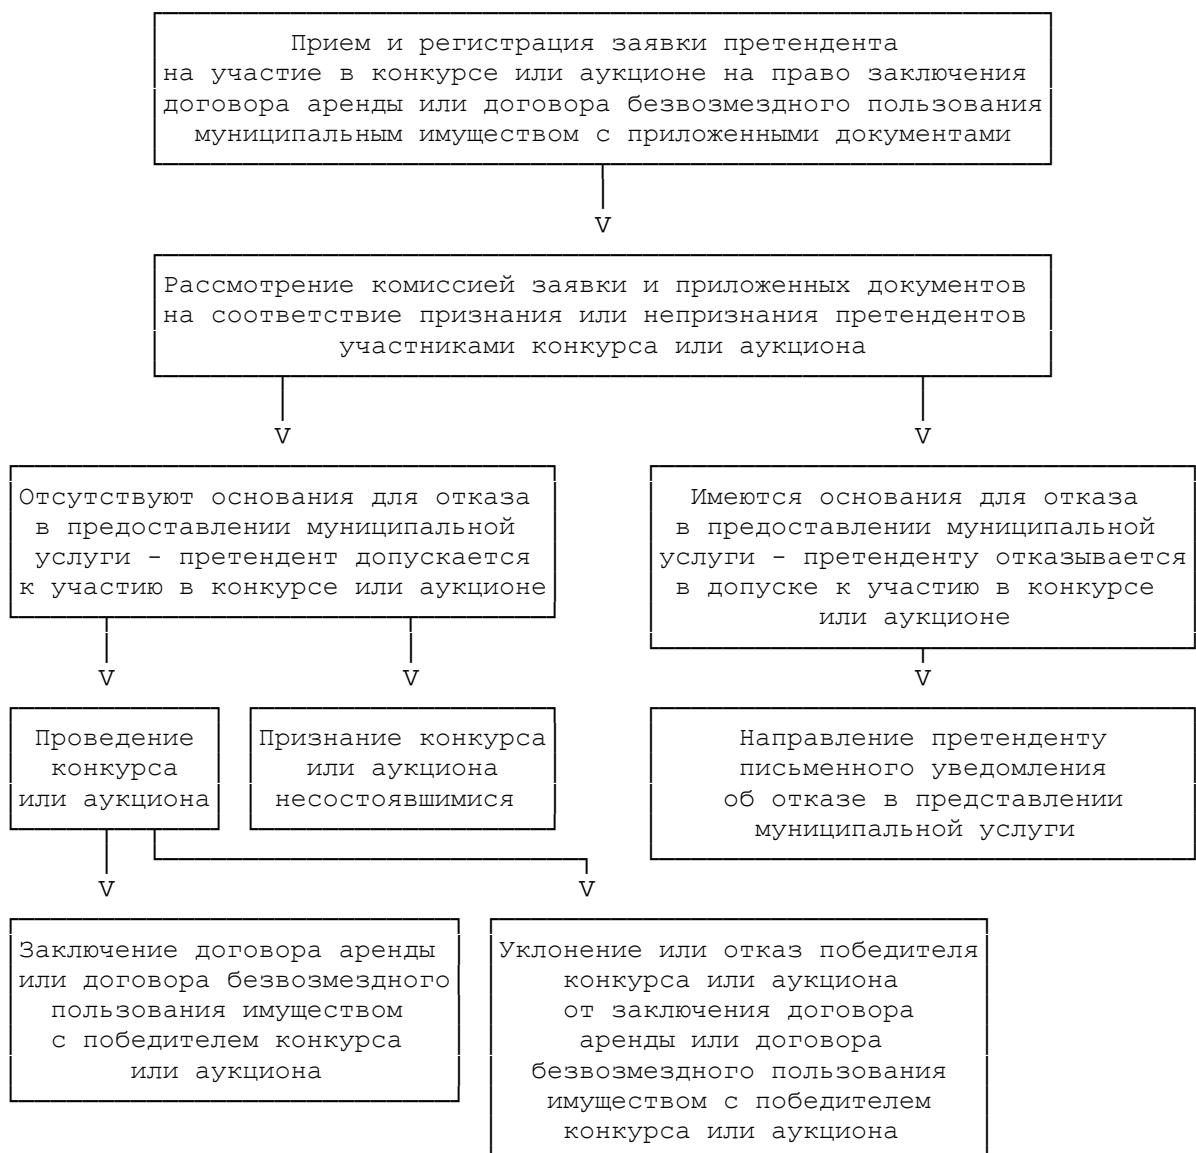 Прием и регистрация заявки претендента
на участие в конкурсе или аукционе на право заключения
договора аренды или договора безвозмездного пользования
муниципальным имуществом с приложенными документами
V
Рассмотрение комиссией заявки и приложенных документов
на соответствие признания или непризнания претендентов
участниками конкурса или аукциона
V
V
Отсутствуют основания для отказа
в предоставлении муниципальной
услуги - претендент допускается
к участию в конкурсе или аукционе
Имеются основания для отказа
в предоставлении муниципальной
услуги - претенденту отказывается
в допуске к участию в конкурсе
или аукционе
V
V
V
Проведение
конкурса
или аукциона
Признание конкурса
или аукциона
несостоявшимися
Направление претенденту
письменного уведомления
об отказе в представлении
муниципальной услуги
V
V
Заключение договора аренды
или договора безвозмездного
пользования имуществом
с победителем конкурса
или аукциона
Уклонение или отказ победителя
конкурса или аукциона
от заключения договора
аренды или договора
безвозмездного пользования
имуществом с победителем
конкурса или аукциона